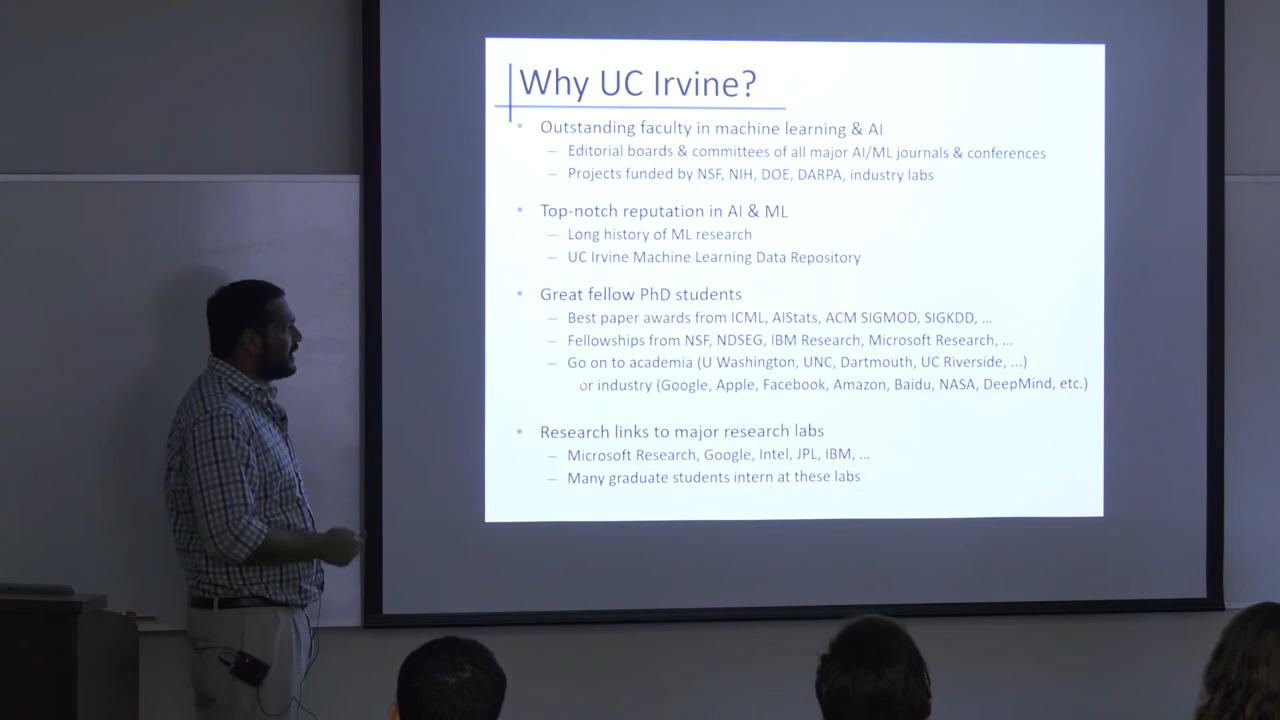 Why UC Irvine?
• Outstanding faculty in machine learning & AI
– Editorial boards & committees of all major AI/ML journals & conferences
– Projects funded by NSF, NIH, DOE, DARPA, industry labs
• Top-notch reputation in AI & ML
– Long history of ML research
– UC Irvine Machine Learning Data Repository
• Great fellow PhD students
– Best paper awards from ICML, AIStats, ACM SIGMOD, SIGKDD, ...
– Fellowships from NSF, NDSEG, IBM Research, Microsoft Research, ...
– Go on to academia (U Washington, UNC, Dartmouth, UC Riverside, ...)
or industry (Google, Apple, Facebook, Amazon, Baidu, NASA, DeepMind, etc.)
• Research links to major research labs
– Microsoft Research, Google, Intel, JPL, IBM, ...
– Many graduate students intern at these labs